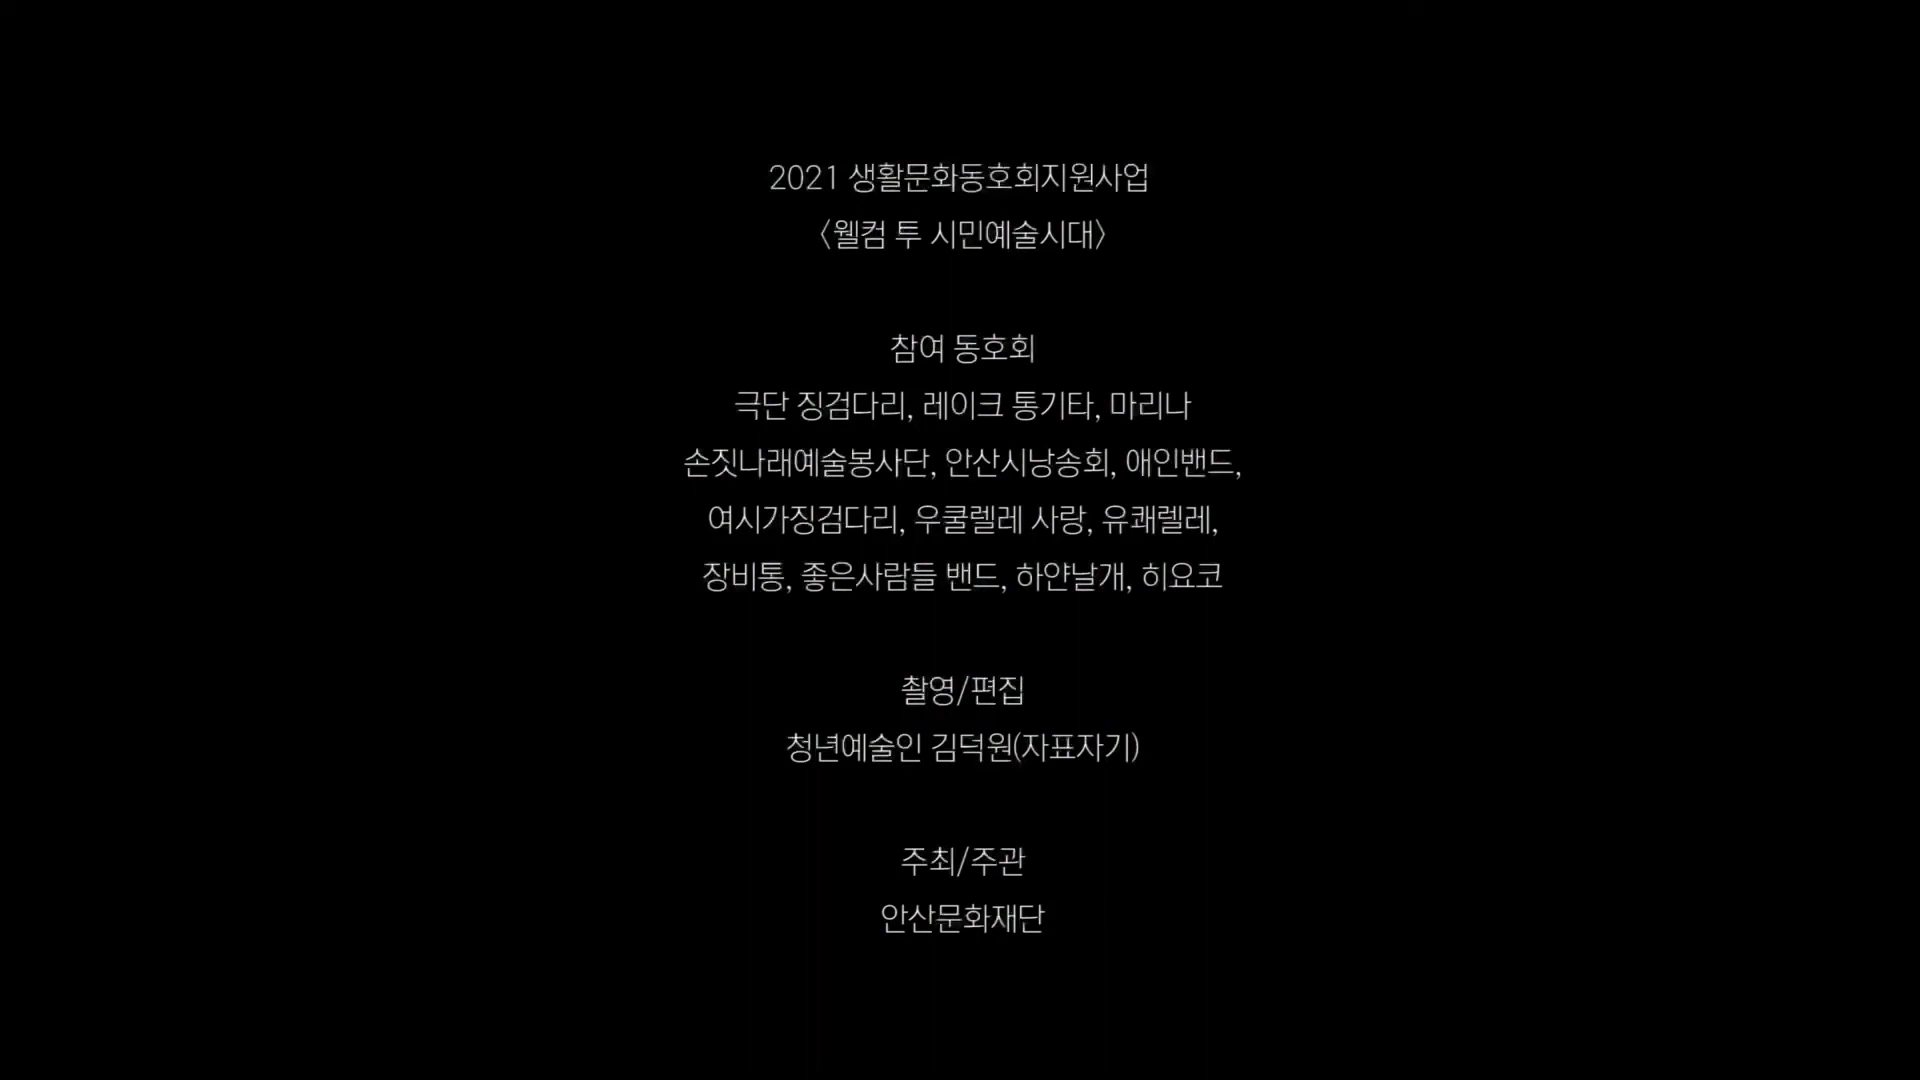 2021 생활문화동호회지원사업
〈웰컴 투 시민예술시대〉
참여 동호회
극단 징검다리, 레이크 통기타, 마리나
손짓나래예술봉사단, 안산시낭송회, 애인밴드,
여시가징검다리, 우쿨렐레 사랑, 유쾌렐레,
장비통, 좋은사람들 밴드, 하얀날개, 히요코
촬영/편집
청년예술인 김덕원(자표자기)
주최/주관
안산문화재단